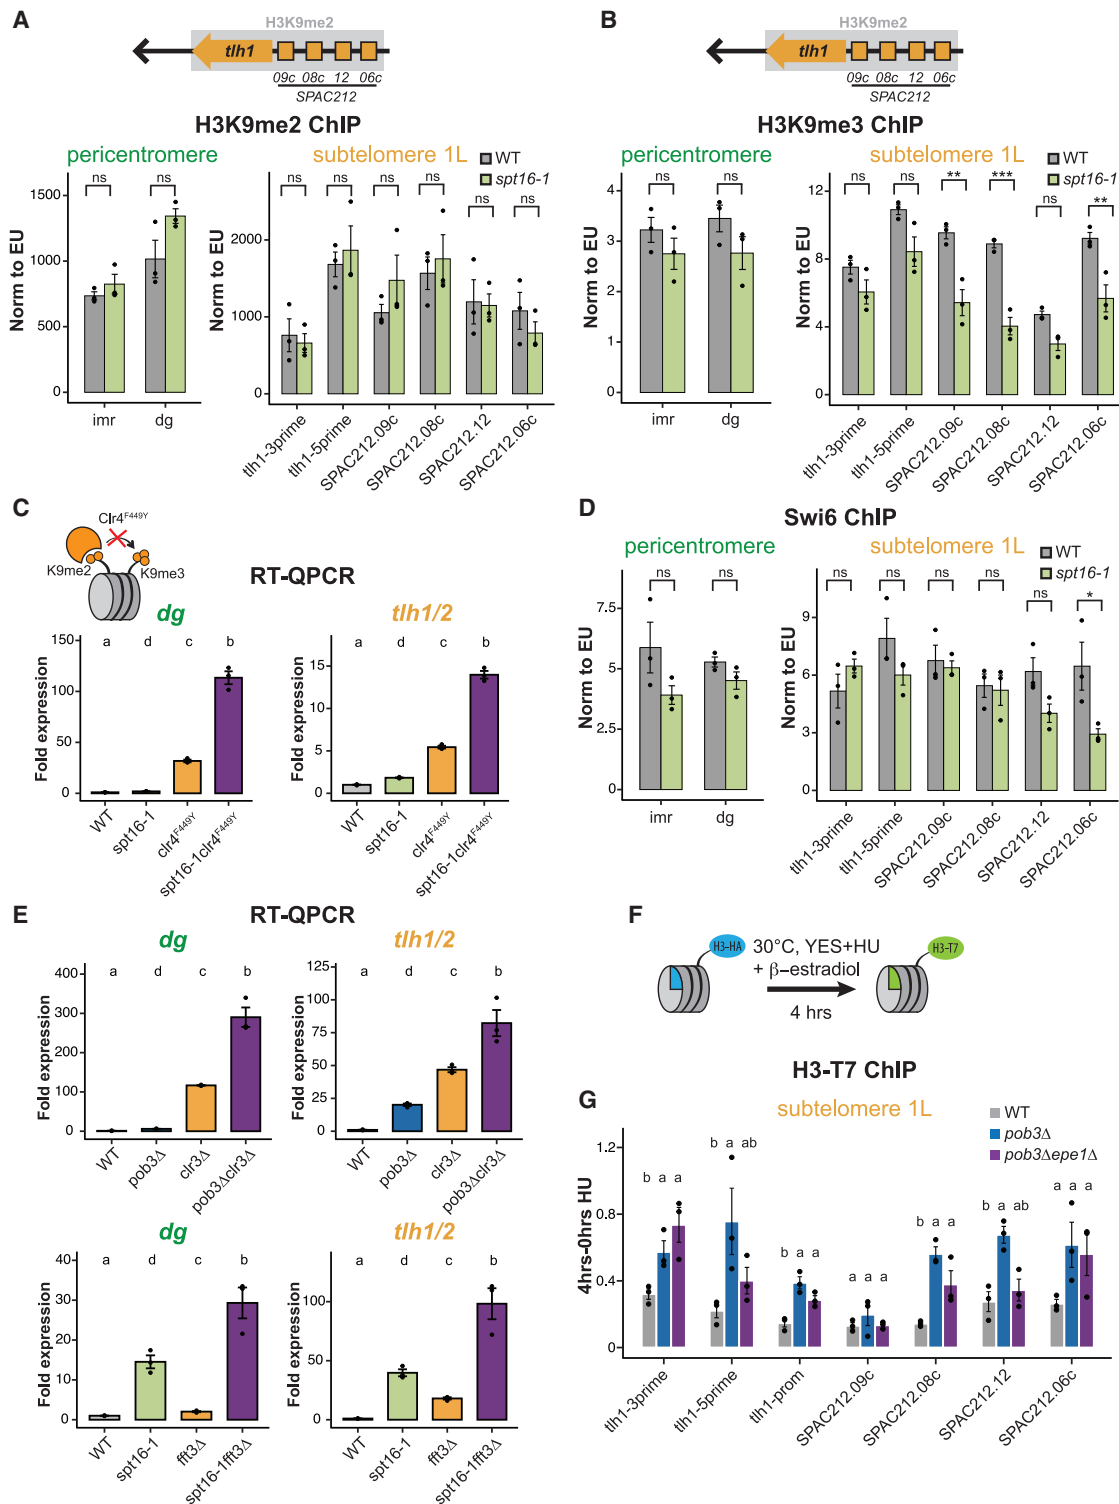 A
H3K9me2
tlh1
09c 08c 12 06c
SPAC212
H3K9me2 ChIP
pericentromere
subtelomere 1L
WT
spt16-1
ns ns
ns ns ns ns ns ns
Norm to EU
1500
1000
500
0
imr dg
Norm to EU
2000
1000
0
tlh1-3prime tlh1-5prime SPAC212.09c SPAC212.08c SPAC212.12 SPAC212.06c
B
H3K9me2
tlh1
09c 08c 12 06c
SPAC212
H3K9me3 ChIP
pericentromere
subtelomere 1L
WT
spt16-1
ns ns
ns ns ** *** ns **
Norm to EU
4
3
2
1
0
imr dg
Norm to EU
12
8
4
0
tlh1-3prime tlh1-5prime SPAC212.09c SPAC212.08c SPAC212.12 SPAC212.06c
C
Clr4F449Y
K9me2 K9me3
RT-QPCR
dg
a d c b
Fold expression
150
100
50
0
WT spt16-1 clr4F449Y spt16-1clr4F449Y
tlh1/2
a d c b
Fold expression
15
10
5
0
WT spt16-1 clr4F449Y spt16-1clr4F449Y
D
Swi6 ChIP
pericentromere
subtelomere 1L
WT
spt16-1
ns ns
ns ns ns ns ns *
Norm to EU
7.5
5.0
2.5
0.0
imr dg
Norm to EU
9
6
3
0
tlh1-3prime tlh1-5prime SPAC212.09c SPAC212.08c SPAC212.12 SPAC212.06c
E
RT-QPCR
dg
a d c b
Fold expression
400
300
200
100
0
WT pob3Δ clr3Δ pob3Δclr3Δ
tlh1/2
a d c b
Fold expression
125
100
75
50
25
0
WT pob3Δ clr3Δ pob3Δclr3Δ
dg
a d c b
Fold expression
40
30
20
10
0
WT spt16-1 fft3Δ spt16-1fft3Δ
tlh1/2
a d c b
Fold expression
100
50
0
WT spt16-1 fft3Δ spt16-1fft3Δ
F
H3-HA
30°C, YES+HU
+ β–estradiol
4 hrs
H3-T7
H3-T7 ChIP
G
subtelomere 1L
WT
pob3Δ
pob3Δepe1Δ
4hrs-0hrs HU
1.2
0.8
0.4
0
b a a b a ab b a a a a a b a a b a ab a a a
tlh1-3prime tlh1-5prime tlh1-prom SPAC212.09c SPAC212.08c SPAC212.12 SPAC212.06c